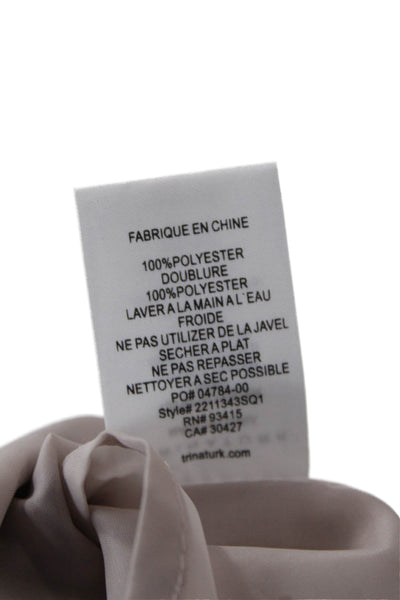 FABRIQUE EN CHINE
100%POLYESTER
DOUBLURE
100%POLYESTER
LAVER A LA MAIN A L'EAU
FROIDE
NE PAS UTILIZER DE LA JAVEL
SECHER A PLAT
NE PAS REPASSER
NETTOYER A SEC POSSIBLE
PO# 04784-00
Style# 2211343SQ1
RN# 93415
CA# 30427
trinaturk.com